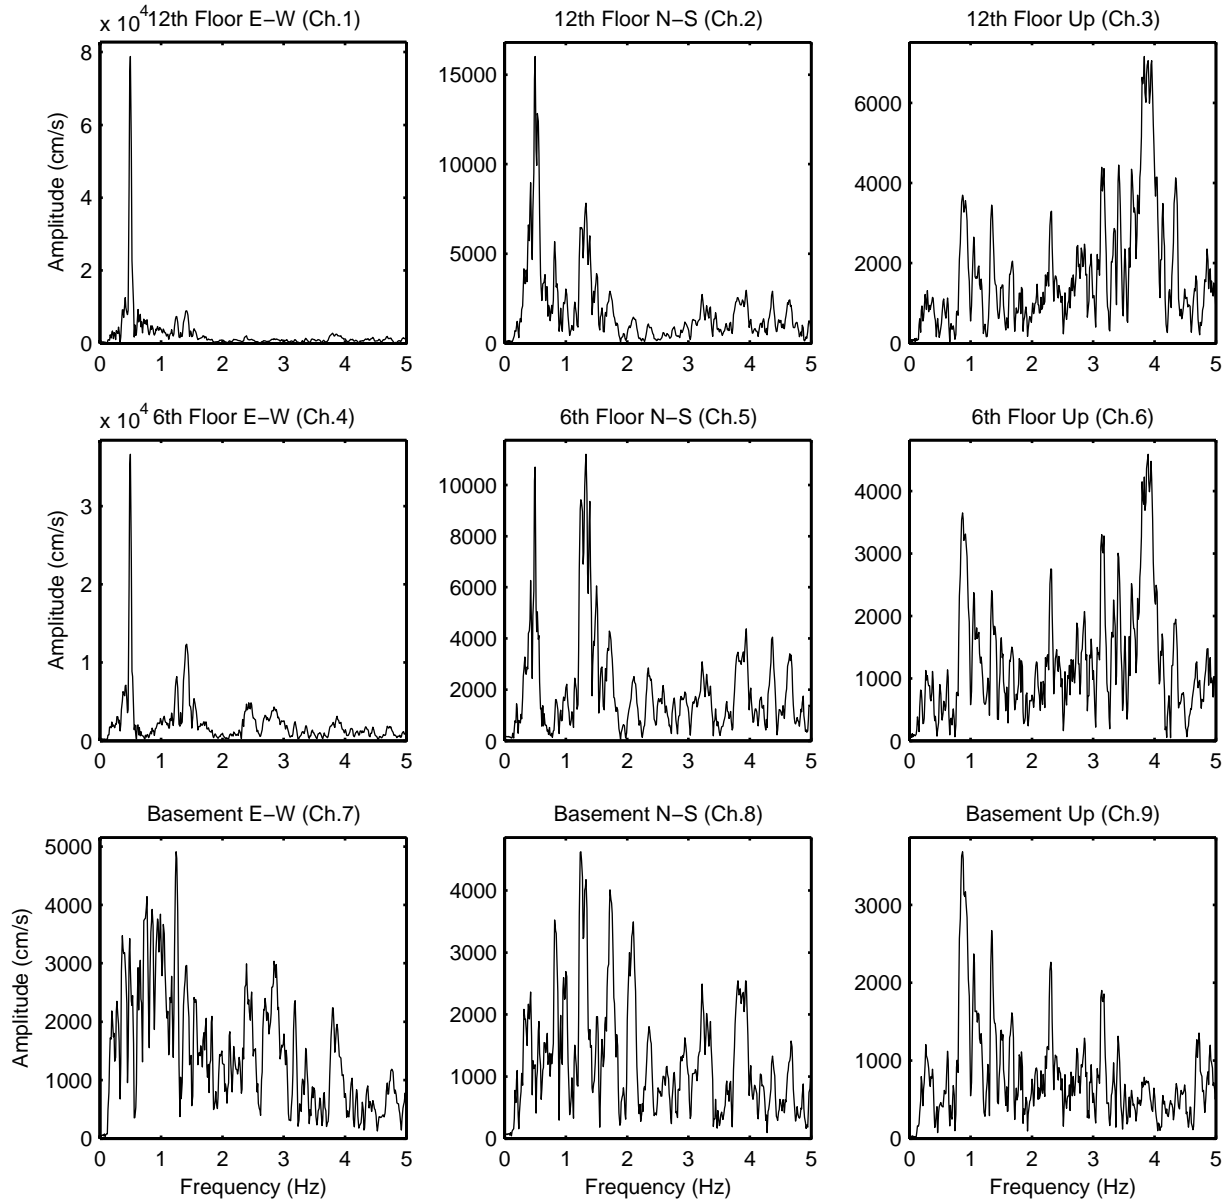 x 10^4 12th Floor E−W (Ch.1)
12th Floor N−S (Ch.2)
12th Floor Up (Ch.3)
Amplitude (cm/s)
8
6
4
2
0
0 1 2 3 4 5
15000
10000
5000
0
0 1 2 3 4 5
6000
4000
2000
0
0 1 2 3 4 5
x 10^4 6th Floor E−W (Ch.4)
6th Floor N−S (Ch.5)
6th Floor Up (Ch.6)
Amplitude (cm/s)
3
2
1
0
0 1 2 3 4 5
10000
8000
6000
4000
2000
0
0 1 2 3 4 5
4000
3000
2000
1000
0
0 1 2 3 4 5
Basement E−W (Ch.7)
Basement N−S (Ch.8)
Basement Up (Ch.9)
Amplitude (cm/s)
5000
4000
3000
2000
1000
0
0 1 2 3 4 5
Frequency (Hz)
4000
3000
2000
1000
0
0 1 2 3 4 5
Frequency (Hz)
3000
2000
1000
0
0 1 2 3 4 5
Frequency (Hz)